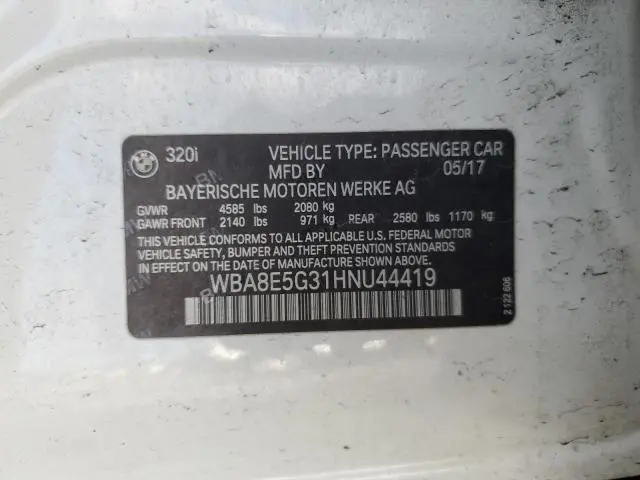 320i VEHICLE TYPE: PASSENGER CAR
MFD BY 05/17
BAYERISCHE MOTOREN WERKE AG
GVWR 4585 lbs 2080 kg
GAWR FRONT 2140 lbs 971 kg REAR 2580 lbs 1170 kg
THIS VEHICLE CONFORMS TO ALL APPLICABLE U.S. FEDERAL MOTOR
VEHICLE SAFETY, BUMPER AND THEFT PREVENTION STANDARDS
IN EFFECT ON THE DATE OF MANUFACTURE SHOWN ABOVE.
WBA8E5G31HNU44419
2 122 606